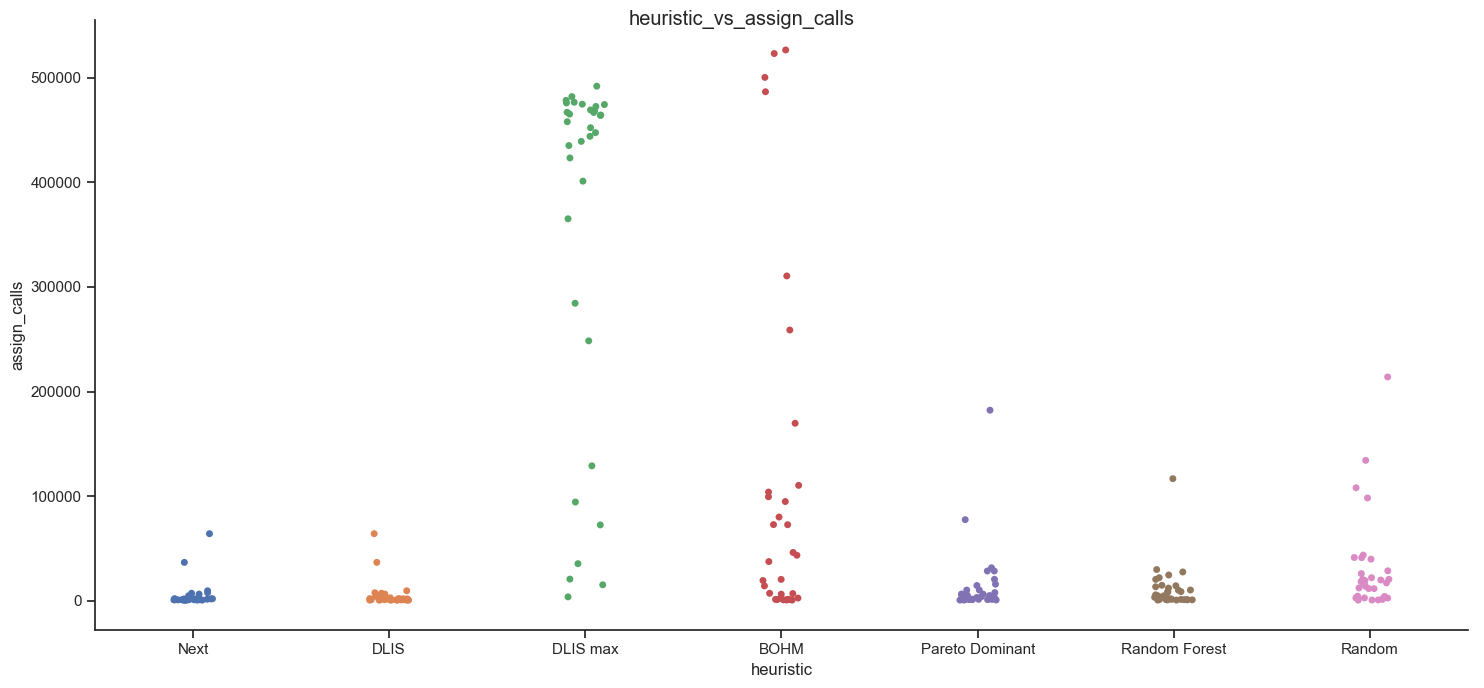 heuristic_vs_assign_calls
500000
400000
300000
200000
100000
0
assign_calls
Next DLIS DLIS max BOHM Pareto Dominant Random Forest Random
heuristic